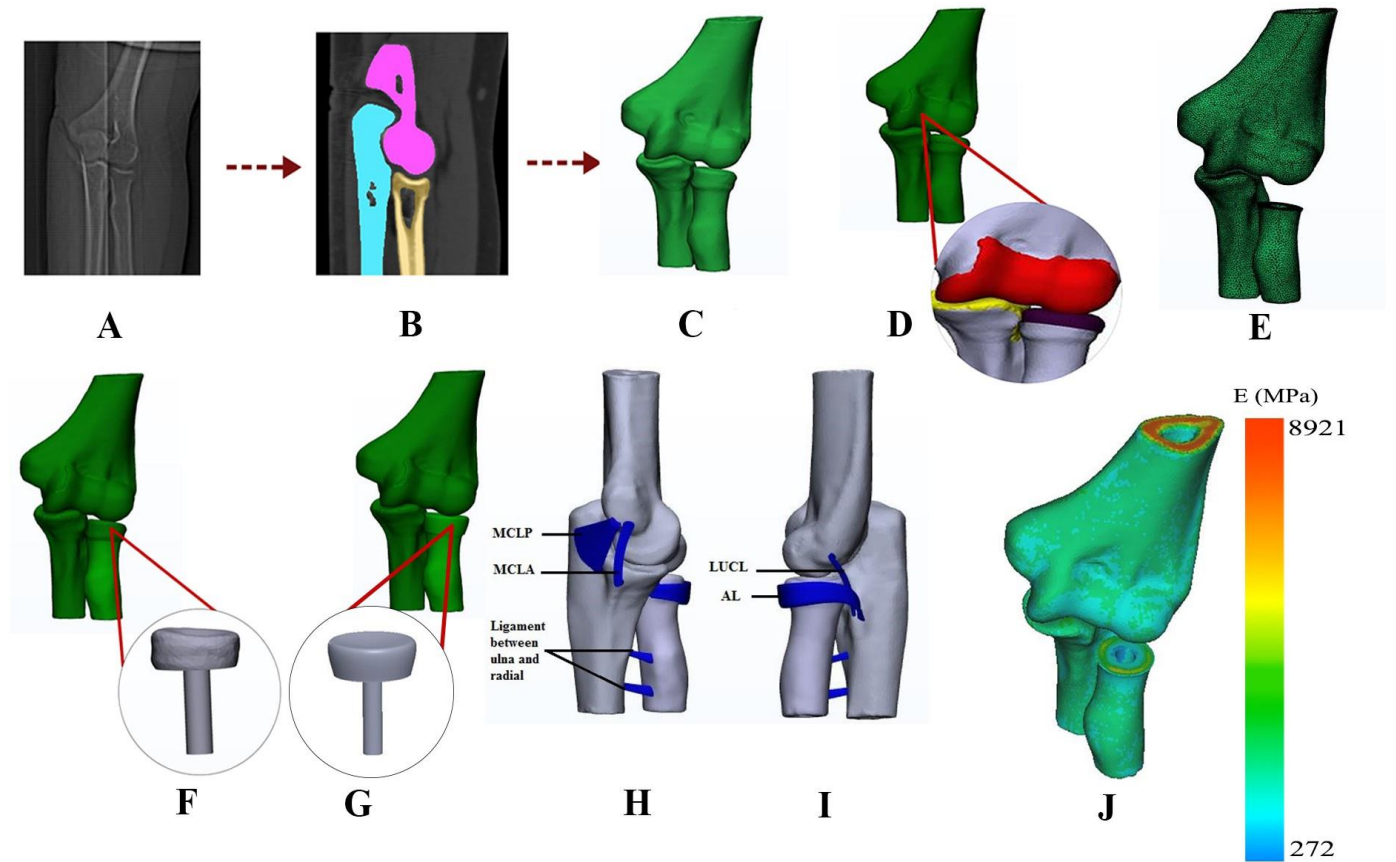 A
B
C
D
E
E (MPa)
8921
272
MCLP
MCLA
Ligament
between
ulna and
radial
LUCL
AL
F
G
H
I
J